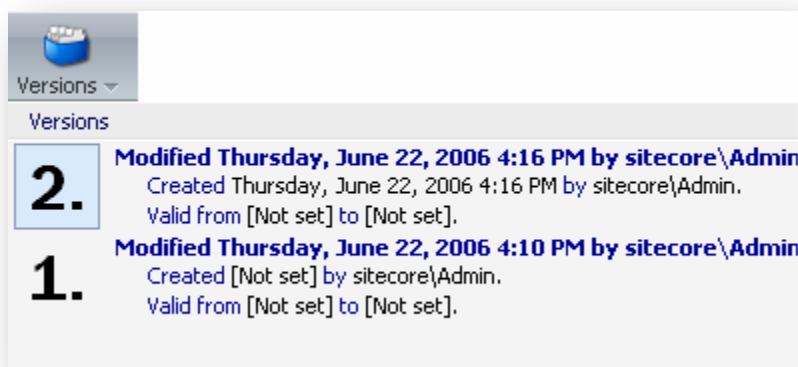 Versions
Versions
2.
Modified Thursday, June 22, 2006 4:16 PM by sitecore\Admin
Created Thursday, June 22, 2006 4:16 PM by sitecore\Admin.
Valid from [Not set] to [Not set].
1.
Modified Thursday, June 22, 2006 4:10 PM by sitecore\Admin
Created [Not set] by sitecore\Admin.
Valid from [Not set] to [Not set].